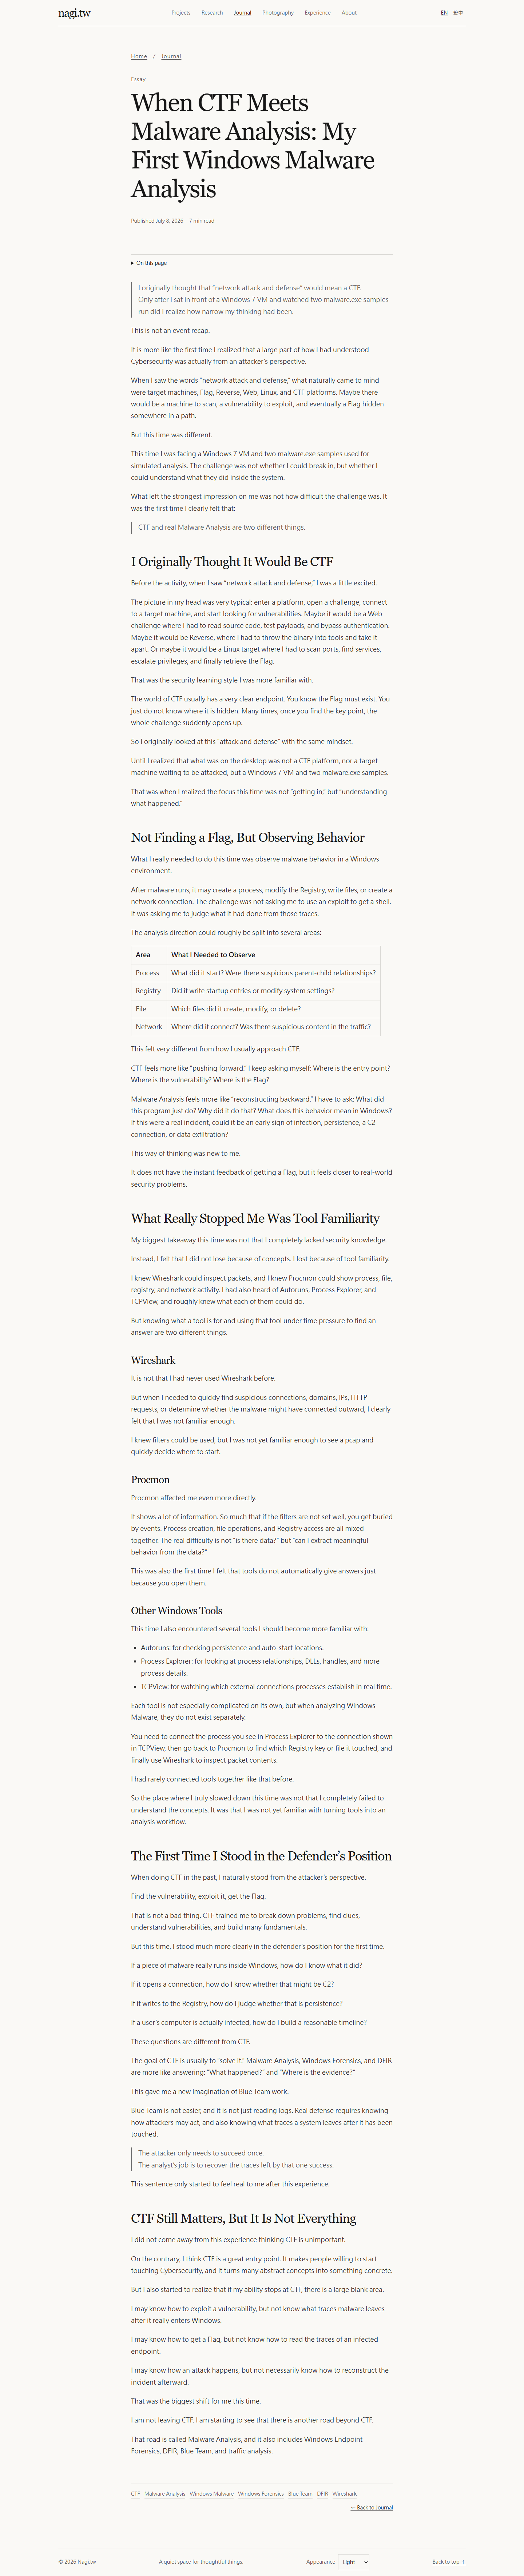 nagi.tw
Projects Research Journal Photography Experience About
EN 繁中
Home / Journal
Essay
When CTF Meets
Malware Analysis: My
First Windows Malware
Analysis
Published July 8, 2026 7 min read
▶ On this page
I originally thought that “network attack and defense” would mean a CTF.
Only after I sat in front of a Windows 7 VM and watched two malware.exe samples
run did I realize how narrow my thinking had been.
This is not an event recap.
It is more like the first time I realized that a large part of how I had understood
Cybersecurity was actually from an attacker’s perspective.
When I saw the words “network attack and defense,” what naturally came to mind
were target machines, Flag, Reverse, Web, Linux, and CTF platforms. Maybe there
would be a machine to scan, a vulnerability to exploit, and eventually a Flag hidden
somewhere in a path.
But this time was different.
This time I was facing a Windows 7 VM and two malware.exe samples used for
simulated analysis. The challenge was not whether I could break in, but whether I
could understand what they did inside the system.
What left the strongest impression on me was not how difficult the challenge was. It
was the first time I clearly felt that:
CTF and real Malware Analysis are two different things.
I Originally Thought It Would Be CTF
Before the activity, when I saw “network attack and defense,” I was a little excited.
The picture in my head was very typical: enter a platform, open a challenge, connect
to a target machine, and start looking for vulnerabilities. Maybe it would be a Web
challenge where I had to read source code, test payloads, and bypass authentication.
Maybe it would be Reverse, where I had to throw the binary into tools and take it
apart. Or maybe it would be a Linux target where I had to scan ports, find services,
escalate privileges, and finally retrieve the Flag.
That was the security learning style I was more familiar with.
The world of CTF usually has a very clear endpoint. You know the Flag must exist. You
just do not know where it is hidden. Many times, once you find the key point, the
whole challenge suddenly opens up.
So I originally looked at this “attack and defense” with the same mindset.
Until I realized that what was on the desktop was not a CTF platform, nor a target
machine waiting to be attacked, but a Windows 7 VM and two malware.exe samples.
That was when I realized the focus this time was not “getting in,” but “understanding
what happened.”
Not Finding a Flag, But Observing Behavior
What I really needed to do this time was observe malware behavior in a Windows
environment.
After malware runs, it may create a process, modify the Registry, write files, or create a
network connection. The challenge was not asking me to use an exploit to get a shell.
It was asking me to judge what it had done from those traces.
The analysis direction could roughly be split into several areas:
Area What I Needed to Observe
Process What did it start? Were there suspicious parent-child relationships?
Registry Did it write startup entries or modify system settings?
File Which files did it create, modify, or delete?
Network Where did it connect? Was there suspicious content in the traffic?
This felt very different from how I usually approach CTF.
CTF feels more like “pushing forward.” I keep asking myself: Where is the entry point?
Where is the vulnerability? Where is the Flag?
Malware Analysis feels more like “reconstructing backward.” I have to ask: What did
this program just do? Why did it do that? What does this behavior mean in Windows?
If this were a real incident, could it be an early sign of infection, persistence, a C2
connection, or data exfiltration?
This way of thinking was new to me.
It does not have the instant feedback of getting a Flag, but it feels closer to real-world
security problems.
What Really Stopped Me Was Tool Familiarity
My biggest takeaway this time was not that I completely lacked security knowledge.
Instead, I felt that I did not lose because of concepts. I lost because of tool familiarity.
I knew Wireshark could inspect packets, and I knew Procmon could show process, file,
registry, and network activity. I had also heard of Autoruns, Process Explorer, and
TCPView, and roughly knew what each of them could do.
But knowing what a tool is for and using that tool under time pressure to find an
answer are two different things.
Wireshark
It is not that I had never used Wireshark before.
But when I needed to quickly find suspicious connections, domains, IPs, HTTP
requests, or determine whether the malware might have connected outward, I clearly
felt that I was not familiar enough.
I knew filters could be used, but I was not yet familiar enough to see a pcap and
quickly decide where to start.
Procmon
Procmon affected me even more directly.
It shows a lot of information. So much that if the filters are not set well, you get buried
by events. Process creation, file operations, and Registry access are all mixed
together. The real difficulty is not “is there data?” but “can I extract meaningful
behavior from the data?”
This was also the first time I felt that tools do not automatically give answers just
because you open them.
Other Windows Tools
This time I also encountered several tools I should become more familiar with:
• Autoruns: for checking persistence and auto-start locations.
• Process Explorer: for looking at process relationships, DLLs, handles, and more
process details.
• TCPView: for watching which external connections processes establish in real time.
Each tool is not especially complicated on its own, but when analyzing Windows
Malware, they do not exist separately.
You need to connect the process you see in Process Explorer to the connection shown
in TCPView, then go back to Procmon to find which Registry key or file it touched, and
finally use Wireshark to inspect packet contents.
I had rarely connected tools together like that before.
So the place where I truly slowed down this time was not that I completely failed to
understand the concepts. It was that I was not yet familiar with turning tools into an
analysis workflow.
The First Time I Stood in the Defender’s Position
When doing CTF in the past, I naturally stood from the attacker’s perspective.
Find the vulnerability, exploit it, get the Flag.
That is not a bad thing. CTF trained me to break down problems, find clues,
understand vulnerabilities, and build many fundamentals.
But this time, I stood much more clearly in the defender’s position for the first time.
If a piece of malware really runs inside Windows, how do I know what it did?
If it opens a connection, how do I know whether that might be C2?
If it writes to the Registry, how do I judge whether that is persistence?
If a user’s computer is actually infected, how do I build a reasonable timeline?
These questions are different from CTF.
The goal of CTF is usually to “solve it.” Malware Analysis, Windows Forensics, and DFIR
are more like answering: “What happened?” and “Where is the evidence?”
This gave me a new imagination of Blue Team work.
Blue Team is not easier, and it is not just reading logs. Real defense requires knowing
how attackers may act, and also knowing what traces a system leaves after it has been
touched.
The attacker only needs to succeed once.
The analyst’s job is to recover the traces left by that one success.
This sentence only started to feel real to me after this experience.
CTF Still Matters, But It Is Not Everything
I did not come away from this experience thinking CTF is unimportant.
On the contrary, I think CTF is a great entry point. It makes people willing to start
touching Cybersecurity, and it turns many abstract concepts into something concrete.
But I also started to realize that if my ability stops at CTF, there is a large blank area.
I may know how to exploit a vulnerability, but not know what traces malware leaves
after it really enters Windows.
I may know how to get a Flag, but not know how to read the traces of an infected
endpoint.
I may know how an attack happens, but not necessarily know how to reconstruct the
incident afterward.
That was the biggest shift for me this time.
I am not leaving CTF. I am starting to see that there is another road beyond CTF.
That road is called Malware Analysis, and it also includes Windows Endpoint
Forensics, DFIR, Blue Team, and traffic analysis.
CTF Malware Analysis Windows Malware Windows Forensics Blue Team DFIR Wireshark
← Back to Journal
© 2026 Nagi.tw
A quiet space for thoughtful things.
Appearance Light
Back to top ↑